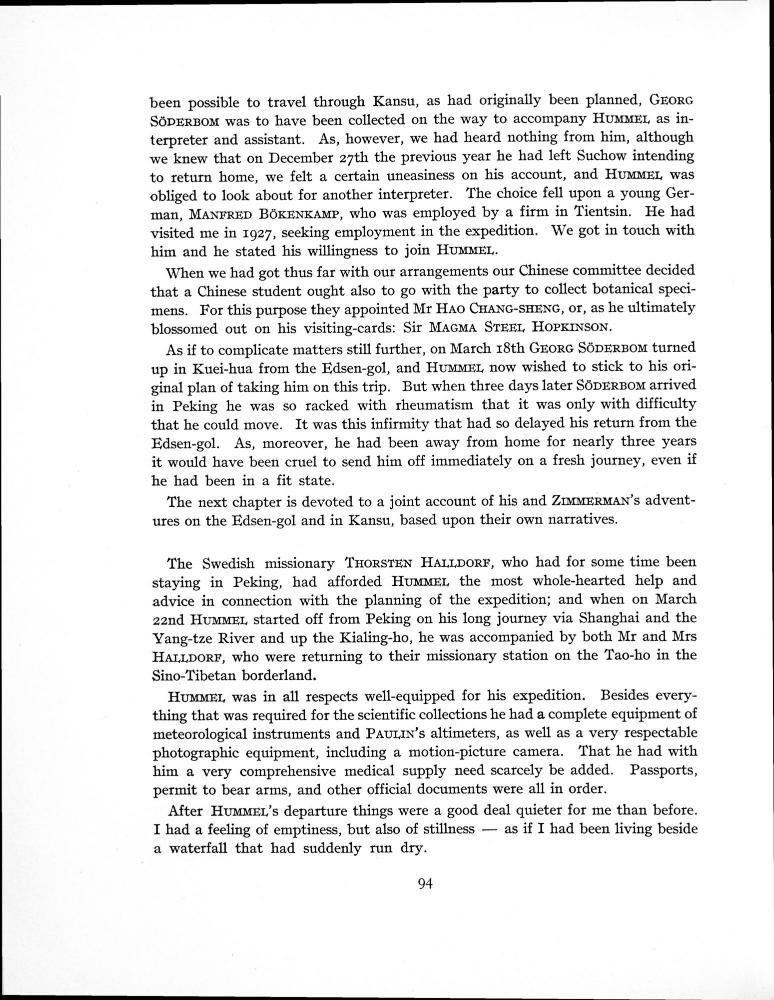 been possible to travel through Kansu, as had originally been planned, GEORG
SÖDERBOM was to have been collected on the way to accompany HUMMEL as in-
terpreter and assistant. As, however, we had heard nothing from him, although
we knew that on December 27th the previous year he had left Suchow intending
to return home, we felt a certain uneasiness on his account, and HUMMEL was
obliged to look about for another interpreter. The choice fell upon a young Ger-
man, MANFRED BÖKENKAMP, who was employed by a firm in Tientsin. He had
visited me in 1927, seeking employment in the expedition. We got in touch with
him and he stated his willingness to join HUMMEL.
When we had got thus far with our arrangements our Chinese committee decided
that a Chinese student ought also to go with the party to collect botanical speci-
mens. For this purpose they appointed Mr HAO CHANG-SHENG, or, as he ultimately
blossomed out on his visiting-cards: Sir MAGMA STEEL HOPKINSON.
As if to complicate matters still further, on March 18th GEORG SÖDERBOM turned
up in Kuei-hua from the Edsen-gol, and HUMMEL now wished to stick to his ori-
ginal plan of taking him on this trip. But when three days later SÖDERBOM arrived
in Peking he was so racked with rheumatism that it was only with difficulty
that he could move. It was this infirmity that had so delayed his return from the
Edsen-gol. As, moreover, he had been away from home for nearly three years
it would have been cruel to send him off immediately on a fresh journey, even if
he had been in a fit state.
The next chapter is devoted to a joint account of his and ZIMMERMAN's advent-
ures on the Edsen-gol and in Kansu, based upon their own narratives.
The Swedish missionary THORSTEN HALLDORF, who had for some time been
staying in Peking, had afforded HUMMEL the most whole-hearted help and
advice in connection with the planning of the expedition; and when on March
22nd HUMMEL started off from Peking on his long journey via Shanghai and the
Yang-tze River and up the Kialing-ho, he was accompanied by both Mr and Mrs
HALLDORF, who were returning to their missionary station on the Tao-ho in the
Sino-Tibetan borderland.
HUMMEL was in all respects well-equipped for his expedition. Besides every-
thing that was required for the scientific collections he had a complete equipment of
meteorological instruments and PAULIN's altimeters, as well as a very respectable
photographic equipment, including a motion-picture camera. That he had with
him a very comprehensive medical supply need scarcely be added. Passports,
permit to bear arms, and other official documents were all in order.
After HUMMEL's departure things were a good deal quieter for me than before.
I had a feeling of emptiness, but also of stillness — as if I had been living beside
a waterfall that had suddenly run dry.
94